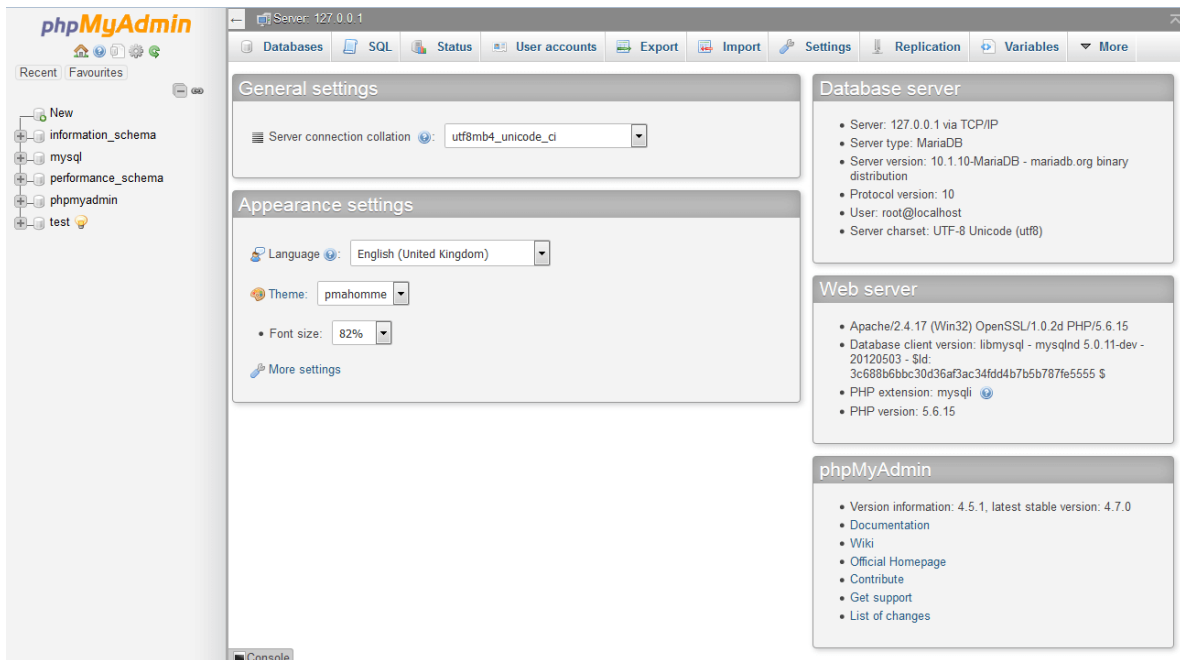 phpMyAdmin
Recent Favourites
New
information_schema
mysql
performance_schema
phpmyadmin
test
Server: 127.0.0.1
Databases SQL Status User accounts Export Import Settings Replication Variables More
General settings
Server connection collation : utf8mb4_unicode_ci
Appearance settings
Language : English (United Kingdom)
Theme: pmahomme
• Font size: 82%
More settings
Database server
• Server: 127.0.0.1 via TCP/IP
• Server type: MariaDB
• Server version: 10.1.10-MariaDB - mariadb.org binary
distribution
• Protocol version: 10
• User: root@localhost
• Server charset: UTF-8 Unicode (utf8)
Web server
• Apache/2.4.17 (Win32) OpenSSL/1.0.2d PHP/5.6.15
• Database client version: libmysql - mysqlnd 5.0.11-dev -
20120503 - $Id:
3c688b6bbc30d36af3ac34fdd4b7b5b787fe5555 $
• PHP extension: mysqli
• PHP version: 5.6.15
phpMyAdmin
• Version information: 4.5.1, latest stable version: 4.7.0
• Documentation
• Wiki
• Official Homepage
• Contribute
• Get support
• List of changes
Console